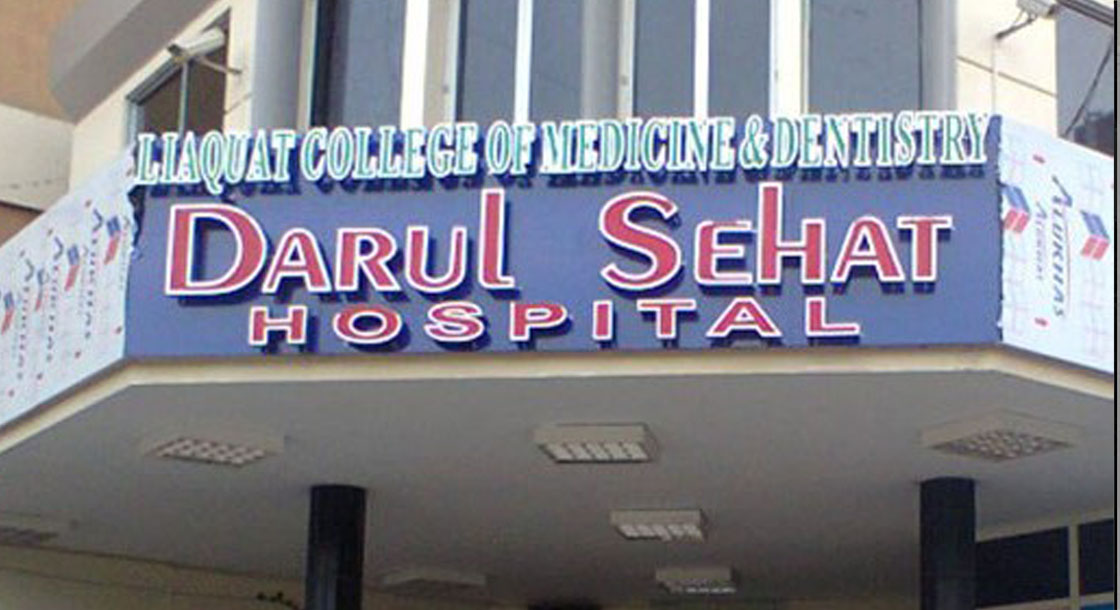 LIAQUAT COLLEGE OF MEDICINE & DENTISTRY
DARUl SEHAT
HOSPITAL